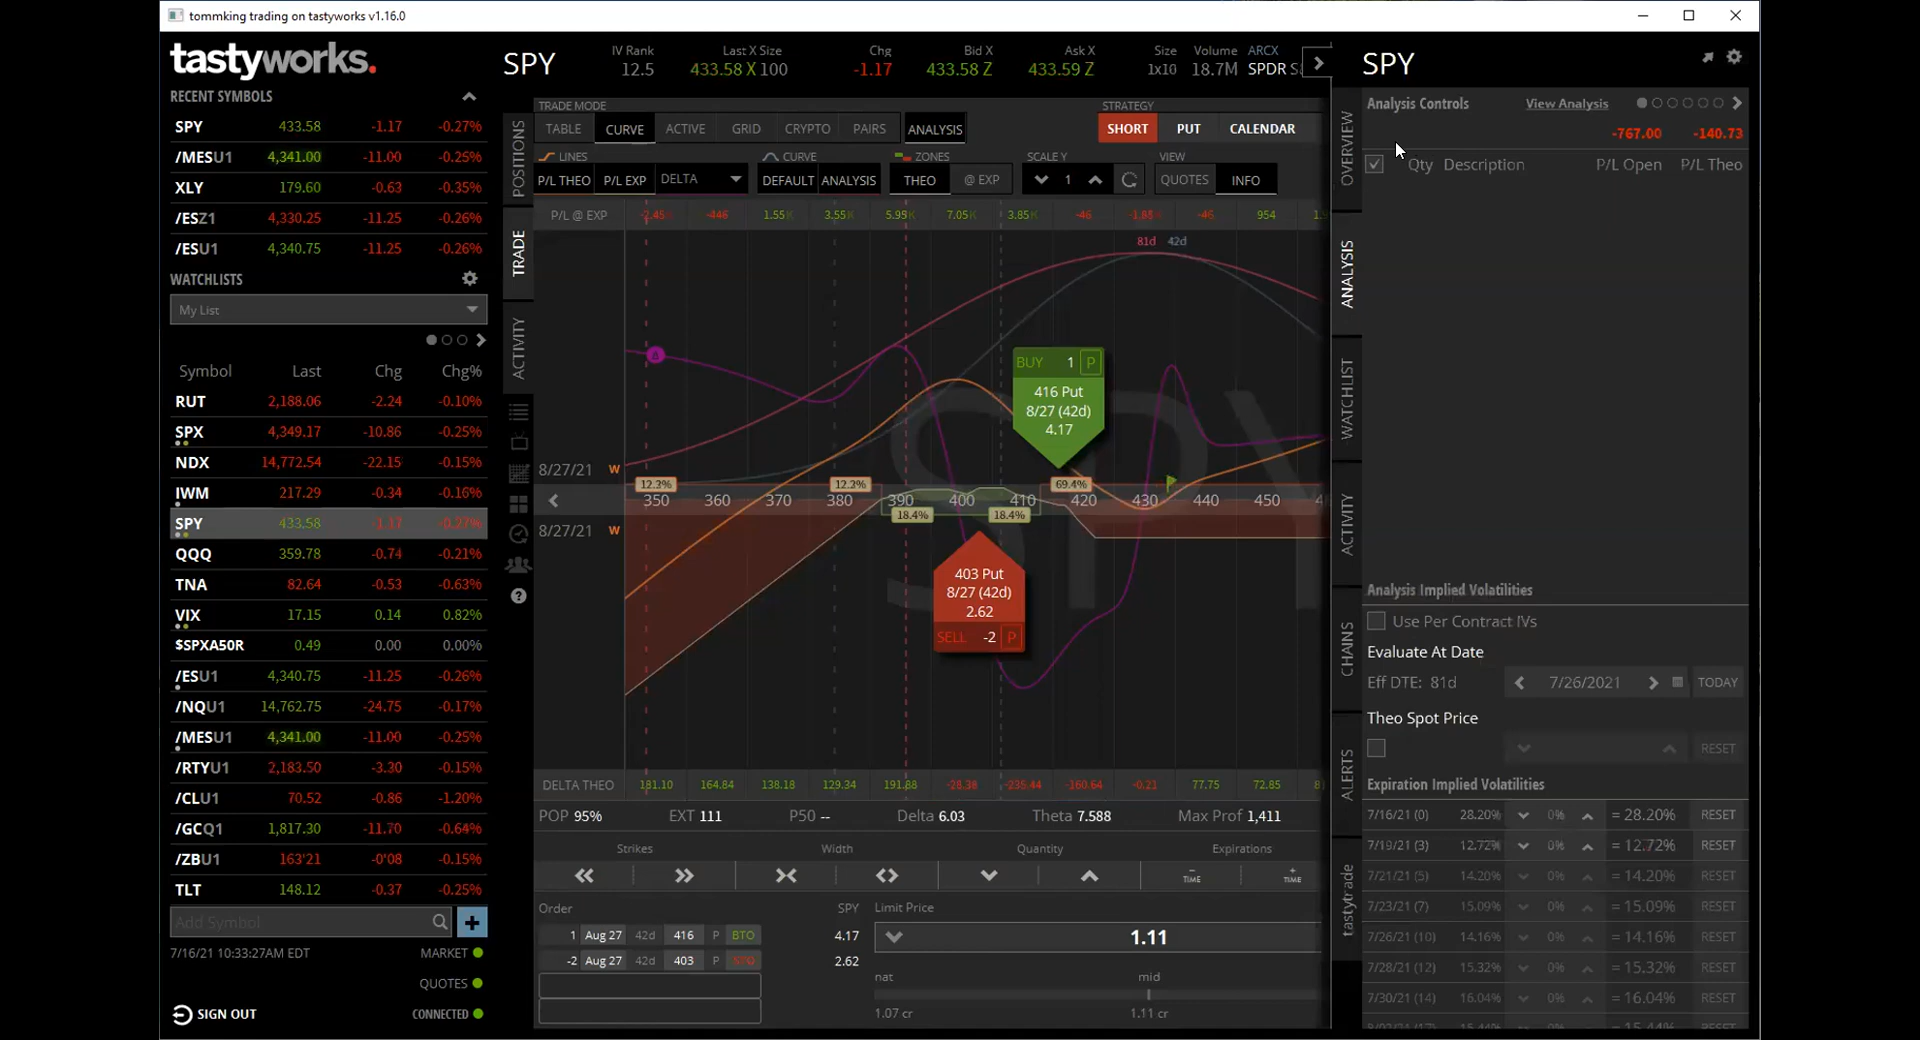 tommking trading on tastyworks v1.16.0
tastyworks.
RECENT SYMBOLS
SPY 433.58 -1.17 -0.27%
/MESU1 4,341.00 -11.00 -0.25%
XLY 179.60 -0.63 -0.35%
/ESZ1 4,330.25 -11.25 -0.26%
/ESU1 4,340.75 -11.25 -0.26%
WATCHLISTS
My List
Symbol Last Chg Chg%
RUT 2,188.06 -2.24 -0.10%
SPX 4,349.17 -10.86 -0.25%
NDX 14,772.54 -22.15 -0.15%
IWM 217.29 -0.34 -0.16%
SPY 433.58 -1.17 -0.27%
QQQ 359.78 -0.74 -0.21%
TNA 82.64 -0.53 -0.63%
VIX 17.15 0.14 0.82%
$SPXA50R 0.49 0.00 0.00%
/ESU1 4,340.75 -11.25 -0.26%
/NQU1 14,762.75 -24.75 -0.17%
/MESU1 4,341.00 -11.00 -0.25%
/RTYU1 2,183.50 -3.30 -0.15%
/CLU1 70.52 -0.86 -1.20%
/GCQ1 1,817.30 -11.70 -0.64%
/ZBU1 163'21 -0'08 -0.15%
TLT 148.12 -0.37 -0.25%
Add Symbol
7/16/21 10:33:27AM EDT MARKET
QUOTES
SIGN OUT CONNECTED
SPY
IV Rank Last X Size Chg Bid X Ask X Size Volume ARCX
12.5 433.58 X 100 -1.17 433.58 Z 433.59 Z 1x10 18.7M SPDR S
POSITIONS
TRADE
ACTIVITY
TRADE MODE STRATEGY
TABLE CURVE ACTIVE GRID CRYPTO PAIRS ANALYSIS SHORT PUT CALENDAR
LINES CURVE ZONES SCALE Y VIEW
P/L THEO P/L EXP DELTA DEFAULT ANALYSIS THEO @ EXP 1 QUOTES INFO
P/L @ EXP -2.45K -446 1.55K 3.55K 5.95K 7.05K 3.85K -46 -1.85K -46 954 1.9
81d 42d
BUY 1 P
416 Put
8/27 (42d)
4.17
8/27/21 W
12.3% 12.2% 69.4%
350 360 370 380 390 400 410 420 430 440 450
18.4% 18.4%
8/27/21 W
SPY
403 Put
8/27 (42d)
2.62
SELL -2 P
DELTA THEO 181.10 164.84 138.18 129.34 191.88 -28.36 -235.44 -160.64 -0.21 77.75 72.85
POP 95% EXT 111 P50 -- Delta 6.03 Theta 7.588 Max Prof 1,411
Strikes Width Quantity Expirations
TIME TIME
Order SPY Limit Price
1 Aug 27 42d 416 P BTO 4.17 1.11
-2 Aug 27 42d 403 P STO 2.62
nat mid
1.07 cr 1.11 cr
SPY
OVERVIEW
ANALYSIS
WATCHLIST
ACTIVITY
CHAINS
ALERTS
tastytrade
Analysis Controls View Analysis
-767.00 -140.73
Qty Description P/L Open P/L Theo
Analysis Implied Volatilities
Use Per Contract IVs
Evaluate At Date
Eff DTE: 81d 7/26/2021 TODAY
Theo Spot Price
RESET
Expiration Implied Volatilities
7/16/21 (0) 28.20% 0% = 28.20% RESET
7/19/21 (3) 12.72% 0% = 12.72% RESET
7/21/21 (5) 14.20% 0% = 14.20% RESET
7/23/21 (7) 15.09% 0% = 15.09% RESET
7/26/21 (10) 14.16% 0% = 14.16% RESET
7/28/21 (12) 15.32% 0% = 15.32% RESET
7/30/21 (14) 16.04% 0% = 16.04% RESET